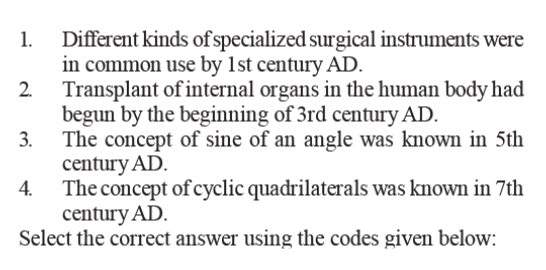 1. Different kinds of specialized surgical instruments were
in common use by 1st century AD.
2. Transplant of internal organs in the human body had
begun by the beginning of 3rd century AD.
3. The concept of sine of an angle was known in 5th
century AD.
4. The concept of cyclic quadrilaterals was known in 7th
century AD.
Select the correct answer using the codes given below: